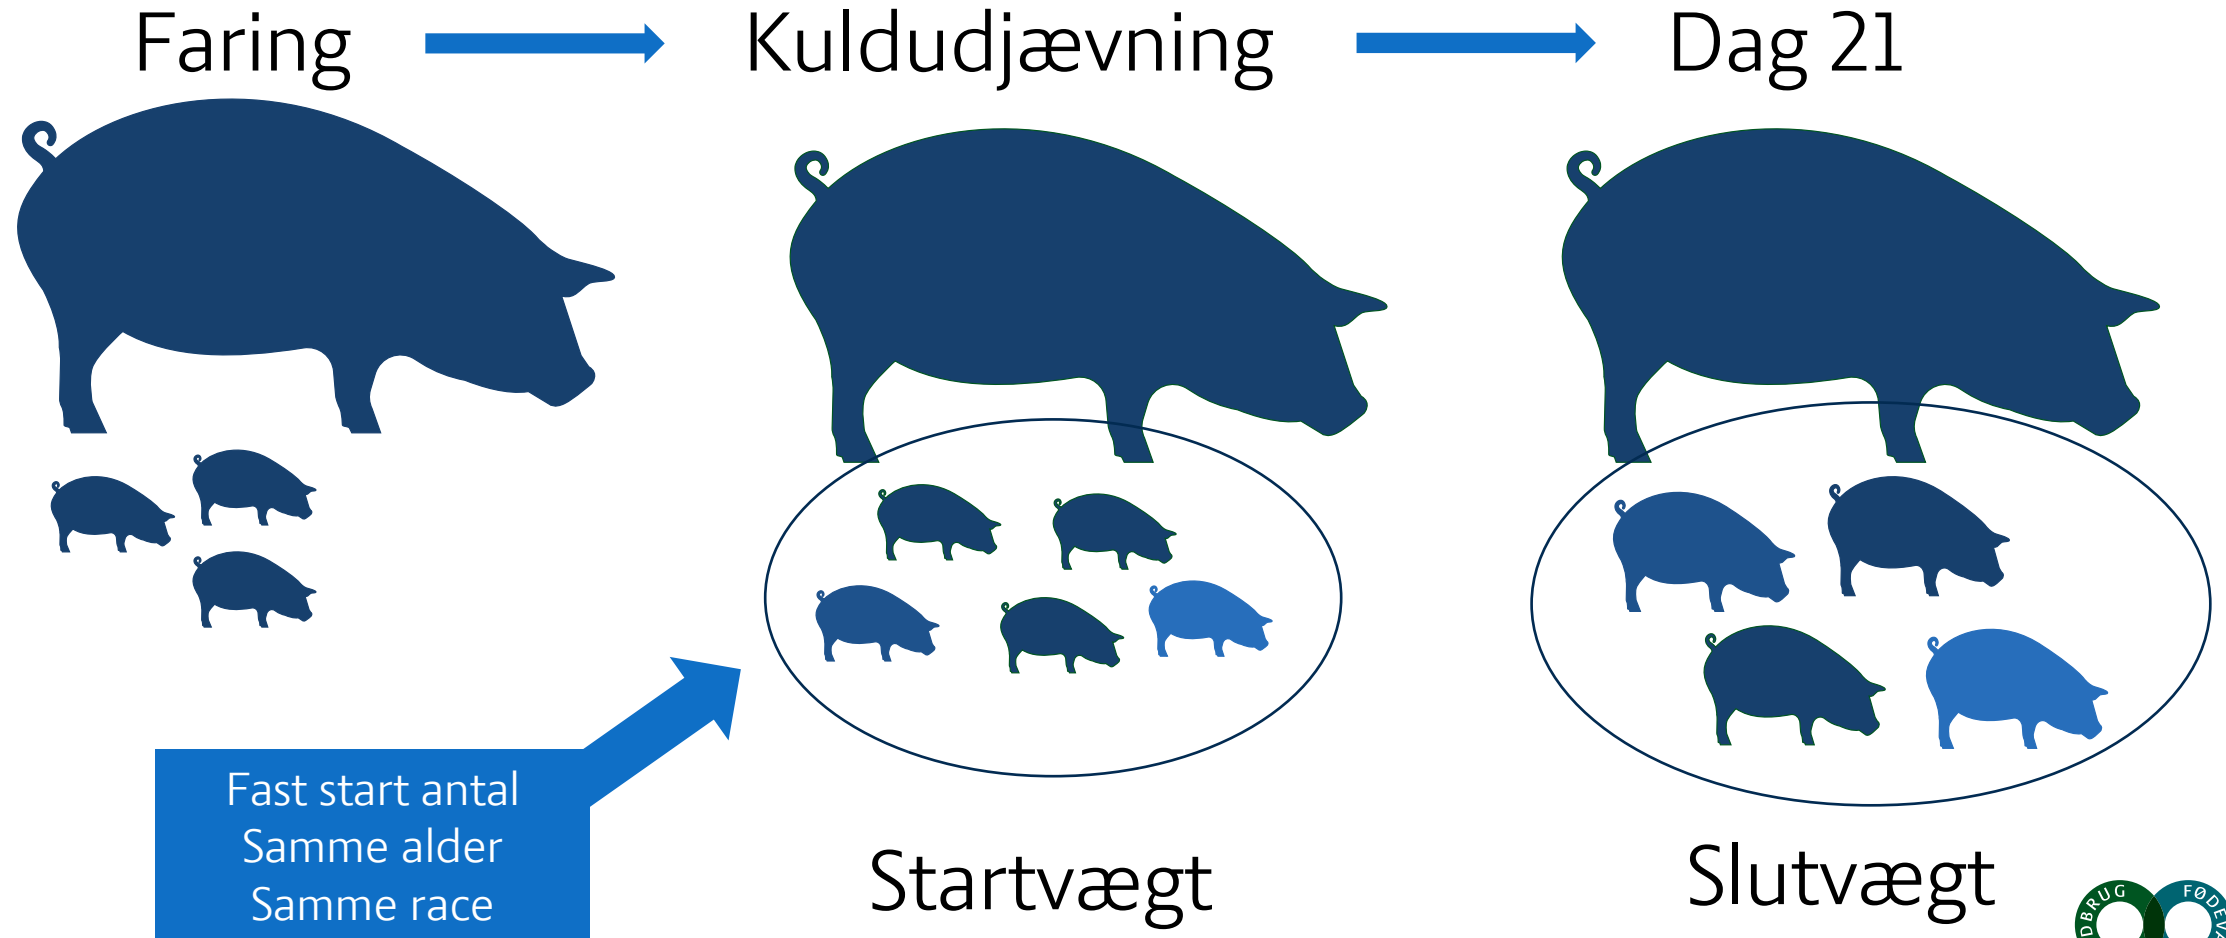 Faring
Kuldudjævning
Dag 21
Fast start antal
Samme alder
Samme race
Startvægt
Slutvægt